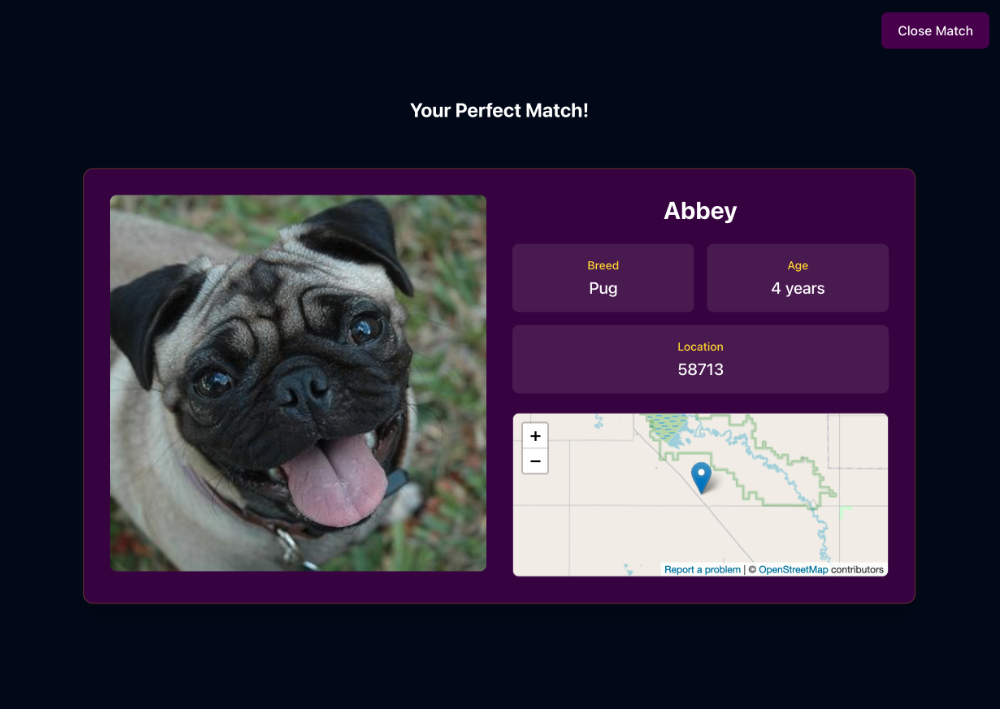 Close Match
Your Perfect Match!
Abbey
Breed
Pug
Age
4 years
Location
58713
+
−
Report a problem | © OpenStreetMap contributors